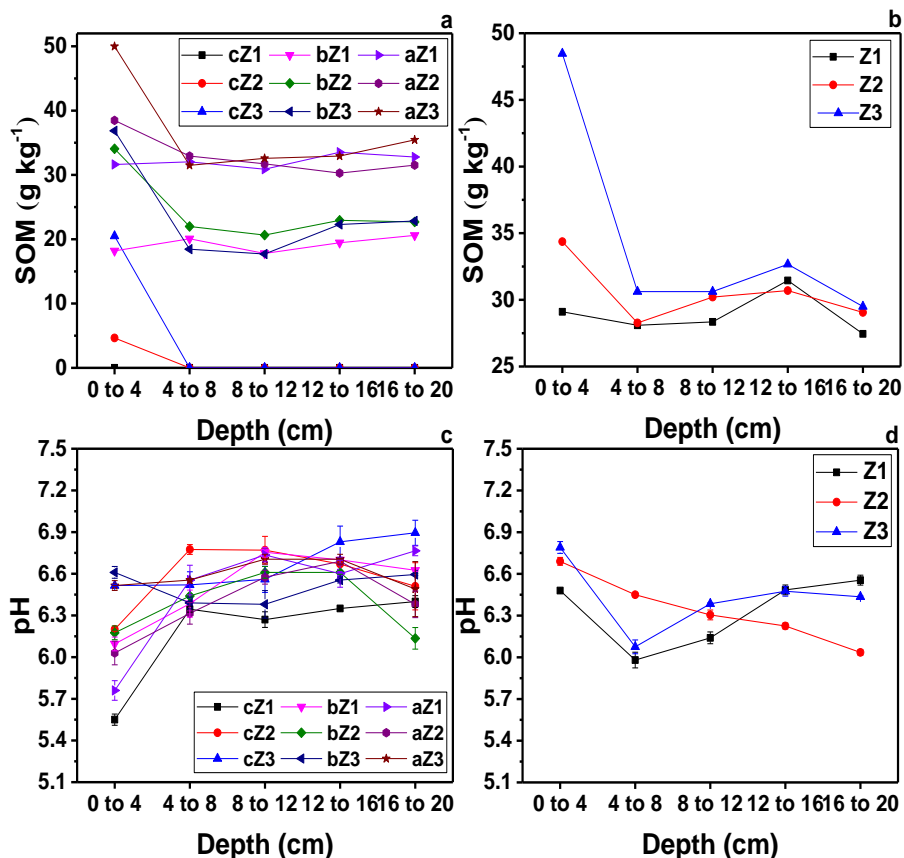 a
cZ1 bZ1 aZ1
cZ2 bZ2 aZ2
cZ3 bZ3 aZ3
SOM (g kg-1)
50
40
30
20
10
0
0 to 4 4 to 8 8 to 12 12 to 16 16 to 20
Depth (cm)
b
Z1
Z2
Z3
SOM (g kg-1)
50
45
40
35
30
25
0 to 4 4 to 8 8 to 12 12 to 16 16 to 20
Depth (cm)
c
pH
7.5
7.2
6.9
6.6
6.3
6.0
5.7
5.4
5.1
cZ1 bZ1 aZ1
cZ2 bZ2 aZ2
cZ3 bZ3 aZ3
0 to 4 4 to 8 8 to 12 12 to 16 16 to 20
Depth (cm)
d
Z1
Z2
Z3
pH
7.5
7.2
6.9
6.6
6.3
6.0
5.7
5.4
5.1
0 to 4 4 to 8 8 to 12 12 to 16 16 to 20
Depth (cm)